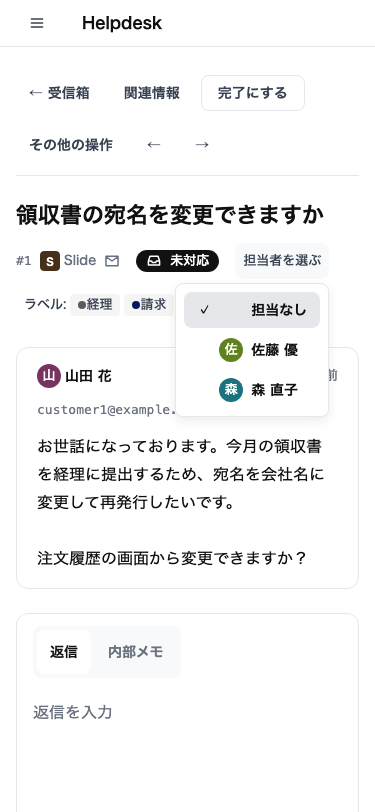 Helpdesk
← 受信箱 関連情報 完了にする
その他の操作 ← →
領収書の宛名を変更できますか
#1 S Slide 未対応 担当者を選ぶ
ラベル: 経理 請求
✓ 担当なし
佐 佐藤 優
森 森 直子
山 山田 花 前
customer1@example.
お世話になっております。今月の領収書
を経理に提出するため、宛名を会社名に
変更して再発行したいです。
注文履歴の画面から変更できますか？
返信 内部メモ
返信を入力